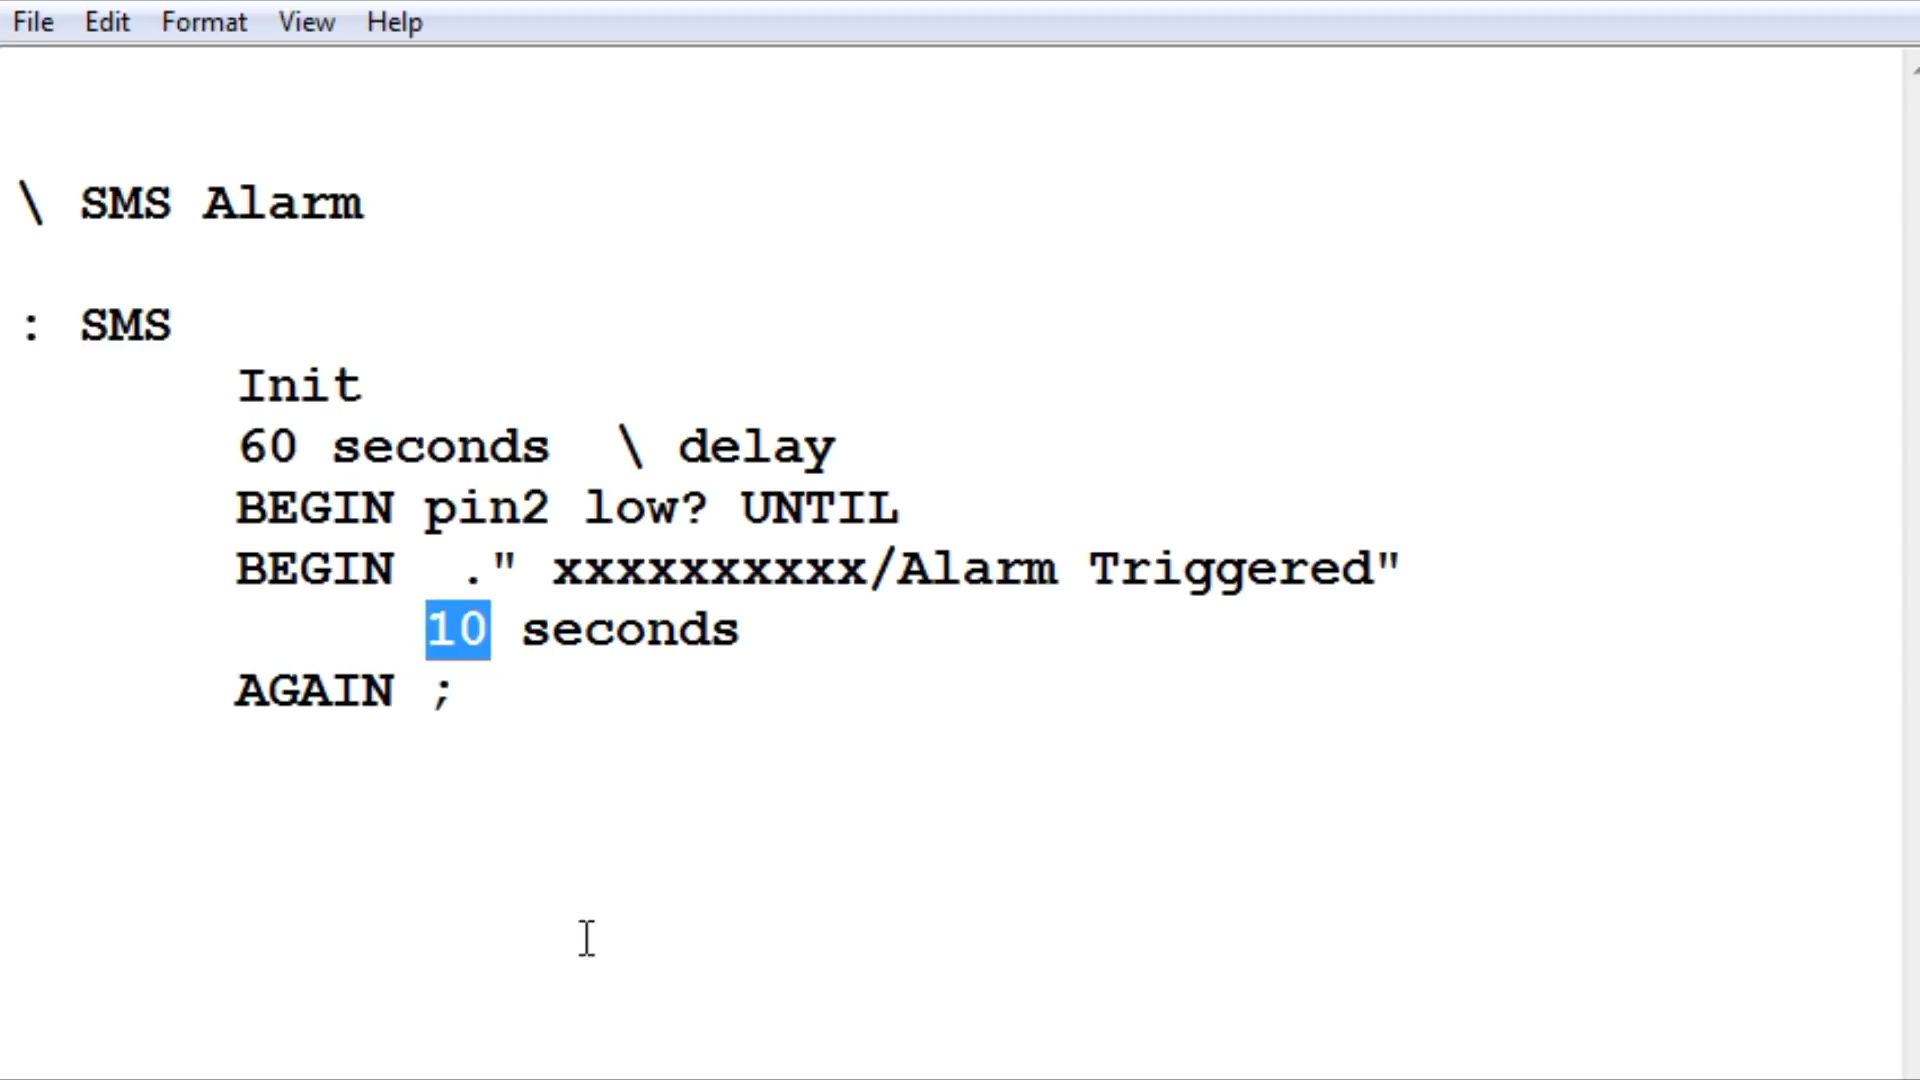 File Edit Format View Help
\ SMS Alarm
: SMS
Init
60 seconds \ delay
BEGIN pin2 low? UNTIL
BEGIN ." xxxxxxxxxx/Alarm Triggered"
10 seconds
AGAIN ;